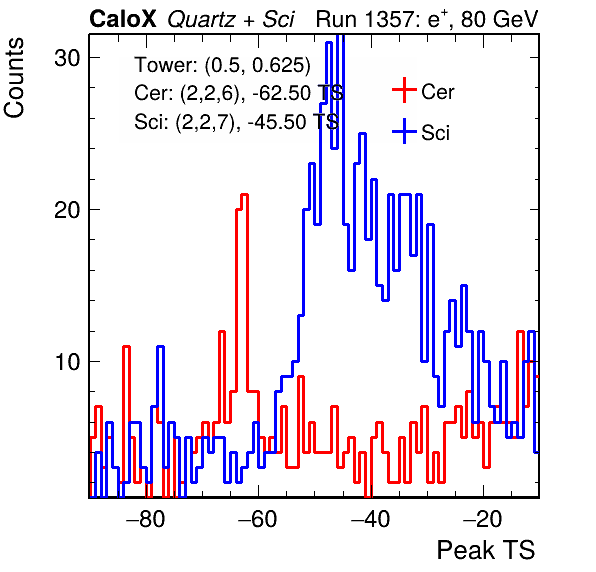 CaloX Quartz + Sci Run 1357: e+, 80 GeV
Counts
30
20
10
Tower: (0.5, 0.625)
Cer: (2,2,6), -62.50 TS
Sci: (2,2,7), -45.50 TS
Cer
Sci
−80 −60 −40 −20
Peak TS